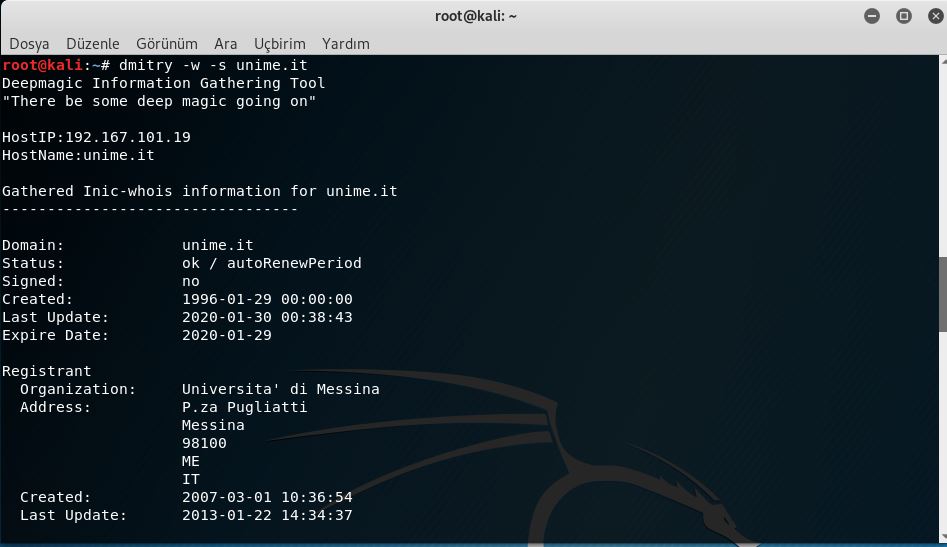 root@kali: ~
Dosya Düzenle Görünüm Ara Uçbirim Yardım
root@kali:~# dmitry -w -s unime.it
Deepmagic Information Gathering Tool
"There be some deep magic going on"
HostIP:192.167.101.19
HostName:unime.it
Gathered Inic-whois information for unime.it
---------------------------------
Domain: unime.it
Status: ok / autoRenewPeriod
Signed: no
Created: 1996-01-29 00:00:00
Last Update: 2020-01-30 00:38:43
Expire Date: 2020-01-29
Registrant
Organization: Universita' di Messina
Address: P.za Pugliatti
Messina
98100
ME
IT
Created: 2007-03-01 10:36:54
Last Update: 2013-01-22 14:34:37